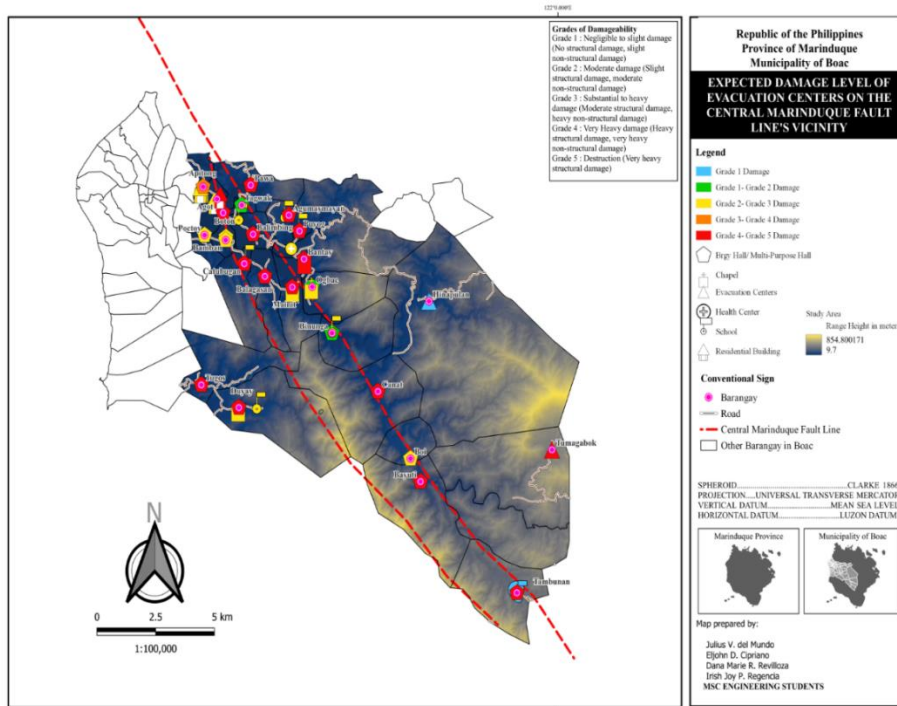 122°0.000'E
Grades of Damageability
Grade 1 : Negligible to slight damage
(No structural damage, slight
non-structural damage)
Grade 2 : Moderate damage (Slight
structural damage, moderate
non-structural damage)
Grade 3 : Substantial to heavy
damage (Moderate structural damage,
heavy non-structural damage)
Grade 4 : Very Heavy damage (Heavy
structural damage, very heavy
non-structural damage)
Grade 5 : Destruction (Very heavy
structural damage)
Pawa
Agumaymayan
Balimbing
Puyog
Bantay
Catubugan
Balagasan
Binunga
Hinapulan
Canat
Duyay
Boi
Bayuti
Tumagabok
Tambunan
N
0 2.5 5 km
1:100,000
Republic of the Philippines
Province of Marinduque
Municipality of Boac
EXPECTED DAMAGE LEVEL OF
EVACUATION CENTERS ON THE
CENTRAL MARINDUQUE FAULT
LINE'S VICINITY
Legend
Grade 1 Damage
Grade 1- Grade 2 Damage
Grade 2- Grade 3 Damage
Grade 3- Grade 4 Damage
Grade 4- Grade 5 Damage
Brgy Hall/ Multi-Purpose Hall
Chapel
Evacuation Centers
Health Center
School
Residential Building
Study Area
Range Height in meter
854.800171
9.7
Conventional Sign
Barangay
Road
Central Marinduque Fault Line
Other Barangay in Boac
SPHEROID.......................................CLARKE 1866
PROJECTION.....UNIVERSAL TRANSVERSE MERCATOR
VERTICAL DATUM....................MEAN SEA LEVEL
HORIZONTAL DATUM......................LUZON DATUM
Marinduque Province
Municipality of Boac
Map prepared by:
Julius V. del Mundo
Eljohn D. Cipriano
Dana Marie R. Revilloza
Irish Joy P. Regencia
MSC ENGINEERING STUDENTS